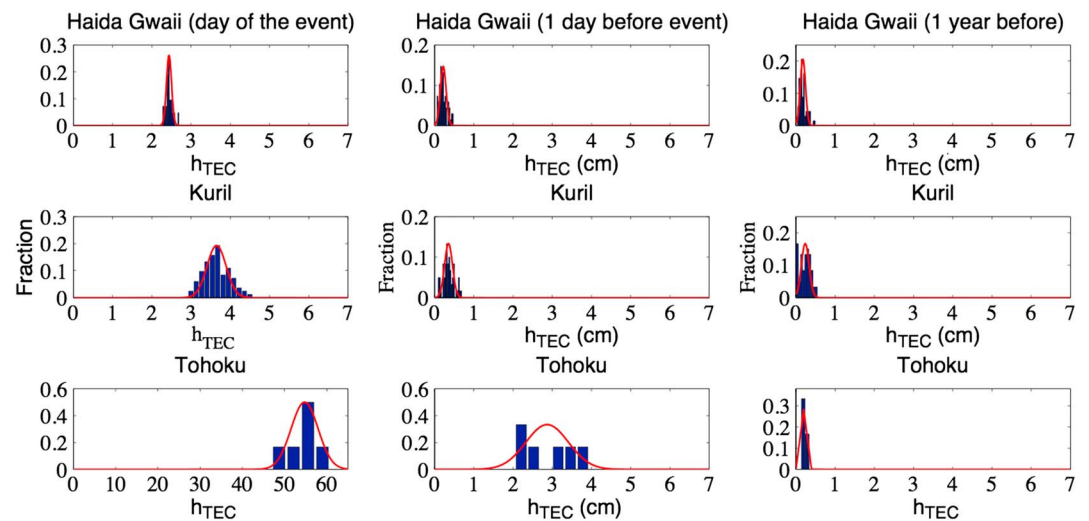 Haida Gwaii (day of the event)
0.3
0.2
0.1
0
0 1 2 3 4 5 6 7
hTEC
Haida Gwaii (1 day before event)
0.2
0.1
0
0 1 2 3 4 5 6 7
hTEC (cm)
Haida Gwaii (1 year before)
0.2
0.1
0
0 1 2 3 4 5 6 7
hTEC (cm)
Kuril
Fraction
0.3
0.2
0.1
0
0 1 2 3 4 5 6 7
hTEC
Kuril
Fraction
0.2
0.1
0
0 1 2 3 4 5 6 7
hTEC (cm)
Kuril
Fraction
0.2
0.1
0
0 1 2 3 4 5 6 7
hTEC (cm)
Tohoku
0.6
0.4
0.2
0
0 10 20 30 40 50 60
hTEC
Tohoku
0.6
0.4
0.2
0
0 1 2 3 4 5 6 7
hTEC (cm)
Tohoku
0.3
0.2
0.1
0
0 1 2 3 4 5 6 7
hTEC